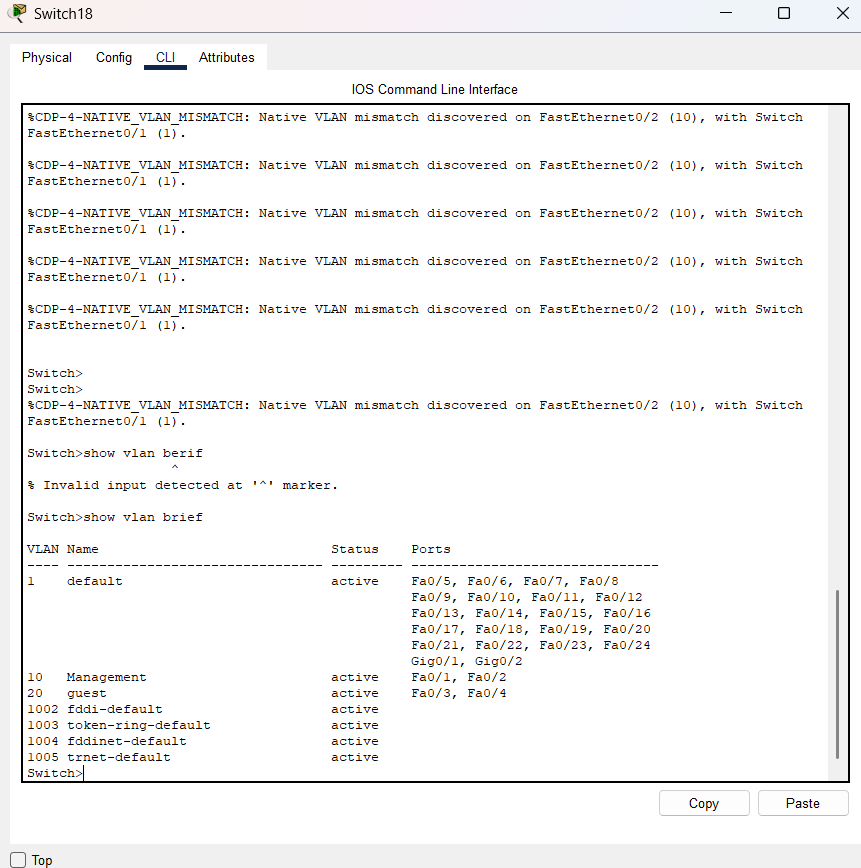 Switch18
Physical Config CLI Attributes
IOS Command Line Interface
%CDP-4-NATIVE_VLAN_MISMATCH: Native VLAN mismatch discovered on FastEthernet0/2 (10), with Switch
FastEthernet0/1 (1).
%CDP-4-NATIVE_VLAN_MISMATCH: Native VLAN mismatch discovered on FastEthernet0/2 (10), with Switch
FastEthernet0/1 (1).
%CDP-4-NATIVE_VLAN_MISMATCH: Native VLAN mismatch discovered on FastEthernet0/2 (10), with Switch
FastEthernet0/1 (1).
%CDP-4-NATIVE_VLAN_MISMATCH: Native VLAN mismatch discovered on FastEthernet0/2 (10), with Switch
FastEthernet0/1 (1).
%CDP-4-NATIVE_VLAN_MISMATCH: Native VLAN mismatch discovered on FastEthernet0/2 (10), with Switch
FastEthernet0/1 (1).
Switch>
Switch>
%CDP-4-NATIVE_VLAN_MISMATCH: Native VLAN mismatch discovered on FastEthernet0/2 (10), with Switch
FastEthernet0/1 (1).
Switch>show vlan berif
^
% Invalid input detected at '^' marker.
Switch>show vlan brief
VLAN Name Status Ports
---- -------------------------------- --------- -------------------------------
1 default active Fa0/5, Fa0/6, Fa0/7, Fa0/8
Fa0/9, Fa0/10, Fa0/11, Fa0/12
Fa0/13, Fa0/14, Fa0/15, Fa0/16
Fa0/17, Fa0/18, Fa0/19, Fa0/20
Fa0/21, Fa0/22, Fa0/23, Fa0/24
Gig0/1, Gig0/2
10 Management active Fa0/1, Fa0/2
20 guest active Fa0/3, Fa0/4
1002 fddi-default active
1003 token-ring-default active
1004 fddinet-default active
1005 trnet-default active
Switch>
Copy Paste
Top